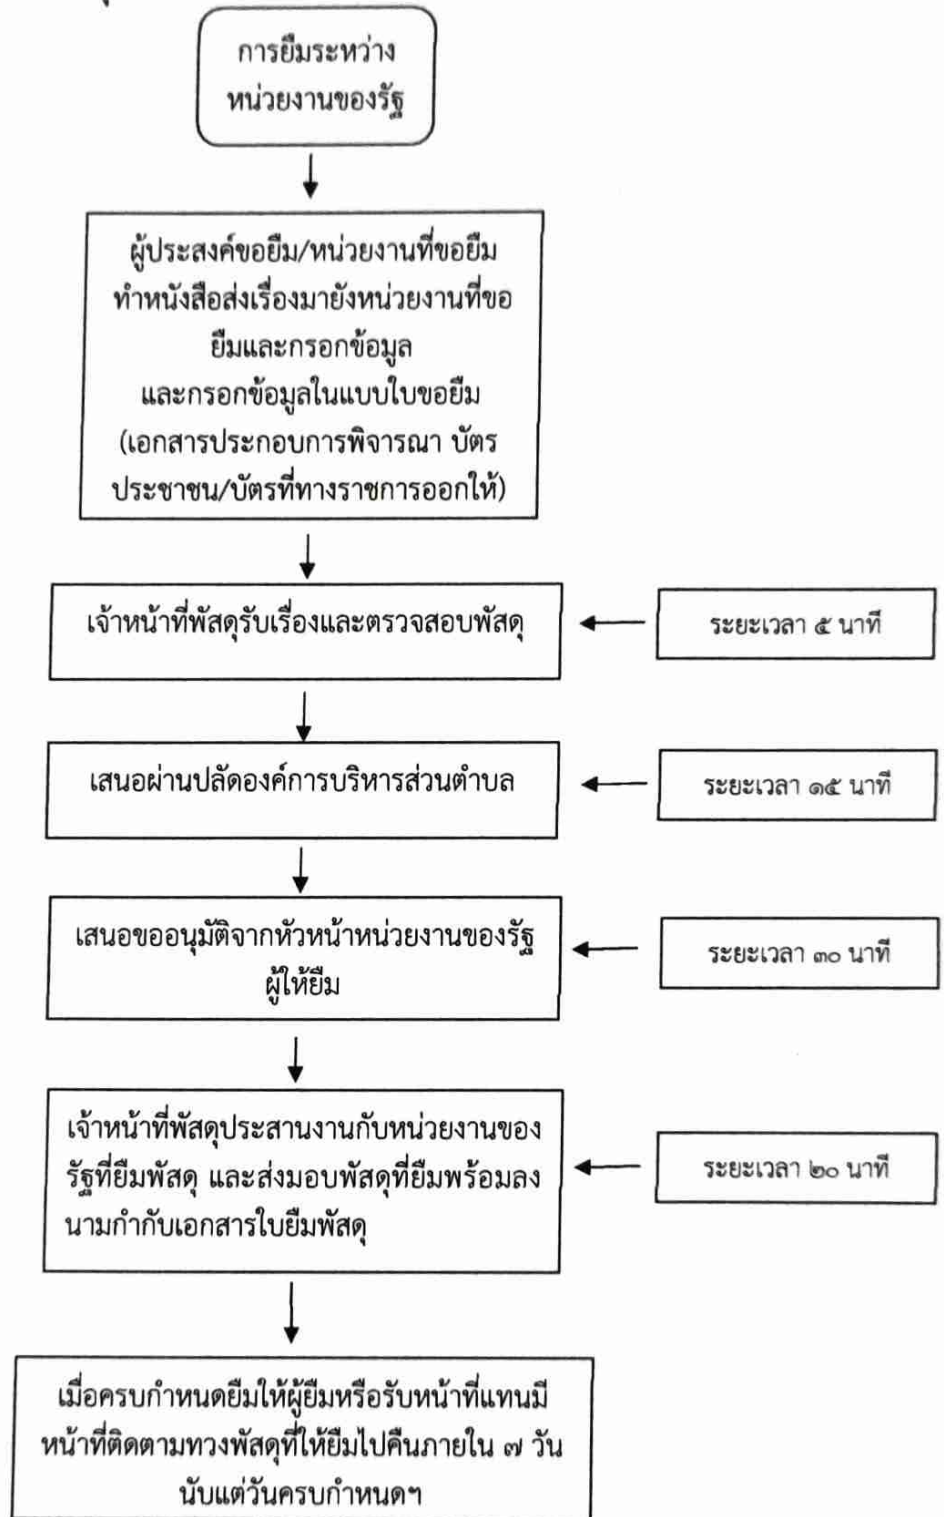 การยืมระหว่าง
หน่วยงานของรัฐ
ผู้ประสงค์ขอยืม/หน่วยงานที่ขอยืม
ทำหนังสือส่งเรื่องมายังหน่วยงานที่ขอ
ยืมและกรอกข้อมูล
และกรอกข้อมูลในแบบใบขอยืม
(เอกสารประกอบการพิจารณา บัตร
ประชาชน/บัตรที่ทางราชการออกให้)
เจ้าหน้าที่พัสดุรับเรื่องและตรวจสอบพัสดุ
ระยะเวลา ๕ นาที
เสนอผ่านปลัดองค์การบริหารส่วนตำบล
ระยะเวลา ๑๕ นาที
เสนอขออนุมัติจากหัวหน้าหน่วยงานของรัฐ
ผู้ให้ยืม
ระยะเวลา ๓๐ นาที
เจ้าหน้าที่พัสดุประสานงานกับหน่วยงานของ
รัฐที่ยืมพัสดุ และส่งมอบพัสดุที่ยืมพร้อมลง
นามกำกับเอกสารใบยืมพัสดุ
ระยะเวลา ๒๐ นาที
เมื่อครบกำหนดยืมให้ผู้ยืมหรือรับหน้าที่แทนมี
หน้าที่ติดตามทวงพัสดุที่ให้ยืมไปคืนภายใน ๗ วัน
นับแต่วันครบกำหนดฯ